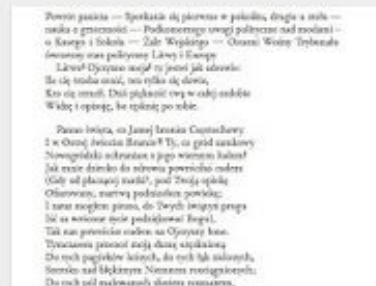 Powrót panicza — Spotkanie się pierwsze w pokoiku, drugie u stołu —
nauka o grzeczności — Podkomorzego uwagi polityczne nad modami –
o Kusego i Sokoła — Żale Wojskiego — Ostatni Woźny Trybunału
polityczny Litwy i Europy
Litwo! Ojczyzno moja! ty jesteś jak zdrowie:
Ile cię trzeba cenić, ten tylko się dowie,
Kto cię stracił. Dziś piękność twą w całej ozdobie
Widzę i opisuję, bo tęsknię po tobie.
Panno święta, co Jasnej bronisz Częstochowy
I w Ostrej świecisz Bramie! Ty, co gród zamkowy
Nowogródzki ochraniasz z jego wiernym ludem!
Jak mnie dziecko do zdrowia powróciłaś cudem
(Gdy od płaczącej matki, pod Twoją opiekę
Ofiarowany, martwą podniosłem powiekę;
I zaraz mogłem pieszo, do Twych świątyń progu
Iść za wrócone życie podziękować Bogu),
Tak nas powrócisz cudem na Ojczyzny łono.
Tymczasem przenoś moją duszę utęsknioną
Do tych pagórków leśnych, do tych łąk zielonych,
Szeroko nad błękitnym Niemnem rozciągnionych;
Do tych pól malowanych zbożem rozmaitem,